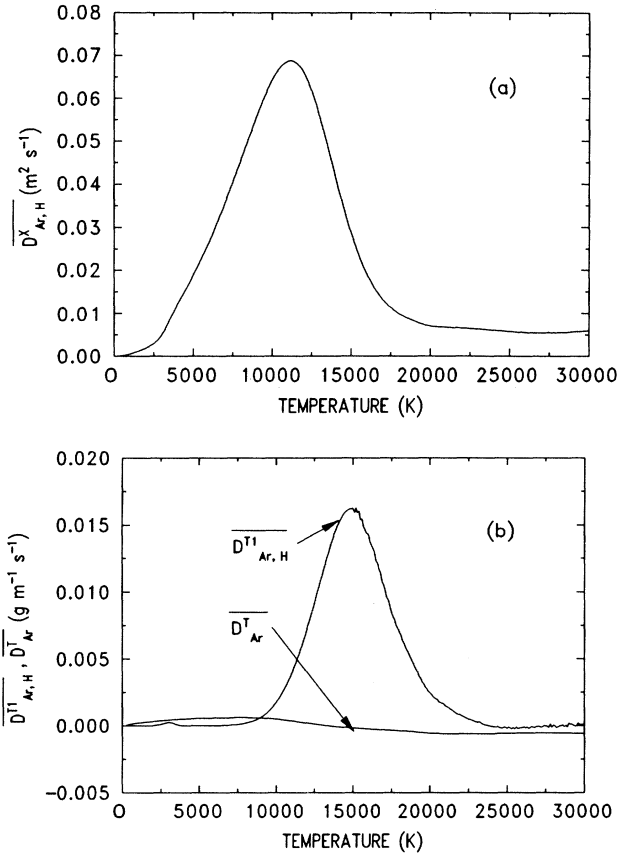 0.08
0.07
0.06
0.05
0.04
0.03
0.02
0.01
0.00
D^X_Ar, H (m² s⁻¹)
(a)
0 5000 10000 15000 20000 25000 30000
TEMPERATURE (K)
0.020
0.015
0.010
0.005
0.000
-0.005
D^T1_Ar, H , D^T_Ar (g m⁻¹ s⁻¹)
(b)
D^T1_Ar, H
D^T_Ar
0 5000 10000 15000 20000 25000 30000
TEMPERATURE (K)